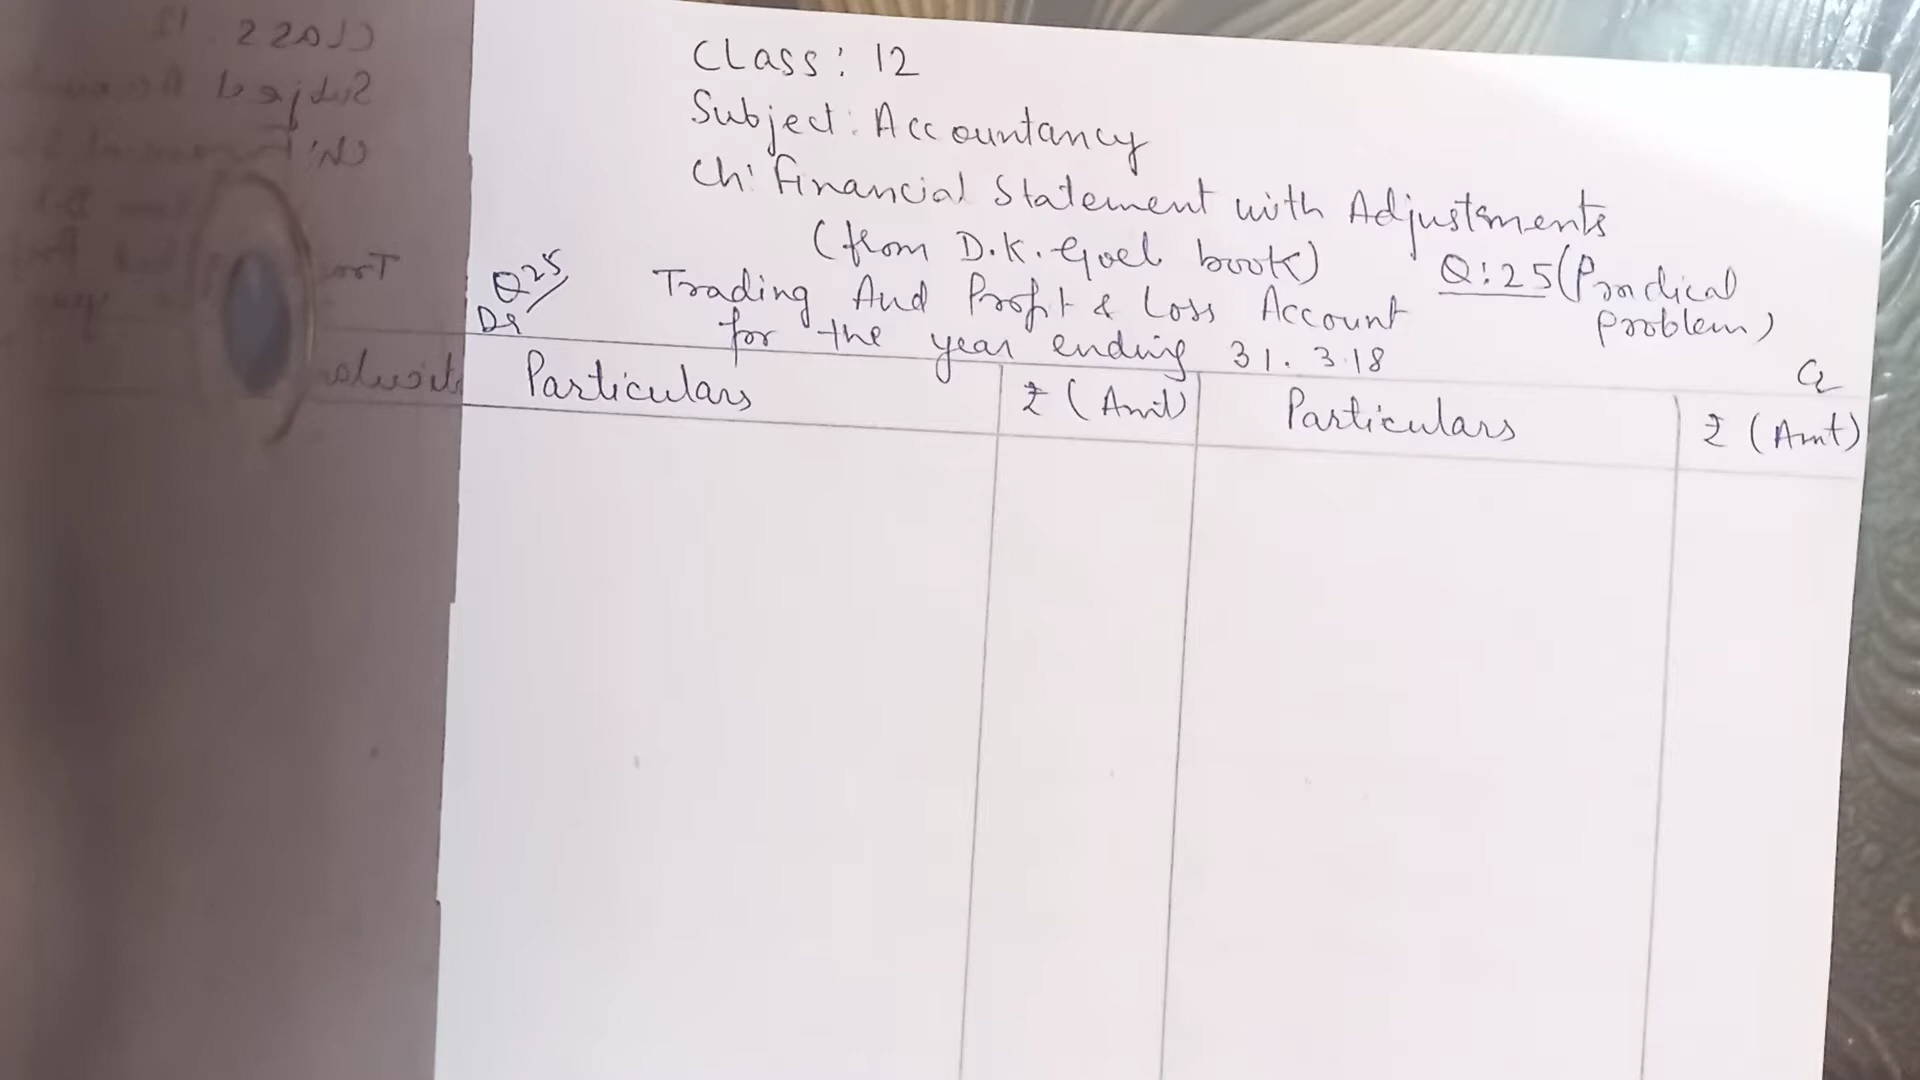 Class: 12
Subject: Accountancy
Ch: Financial Statement with Adjustments
(from D.K. Goel book) Q:25 (Practical problem)
Q25 Trading And Profit & Loss Account
for the year ending 31.3.18
Dr Cr
Particulars ₹ (Amt) Particulars ₹ (Amt)